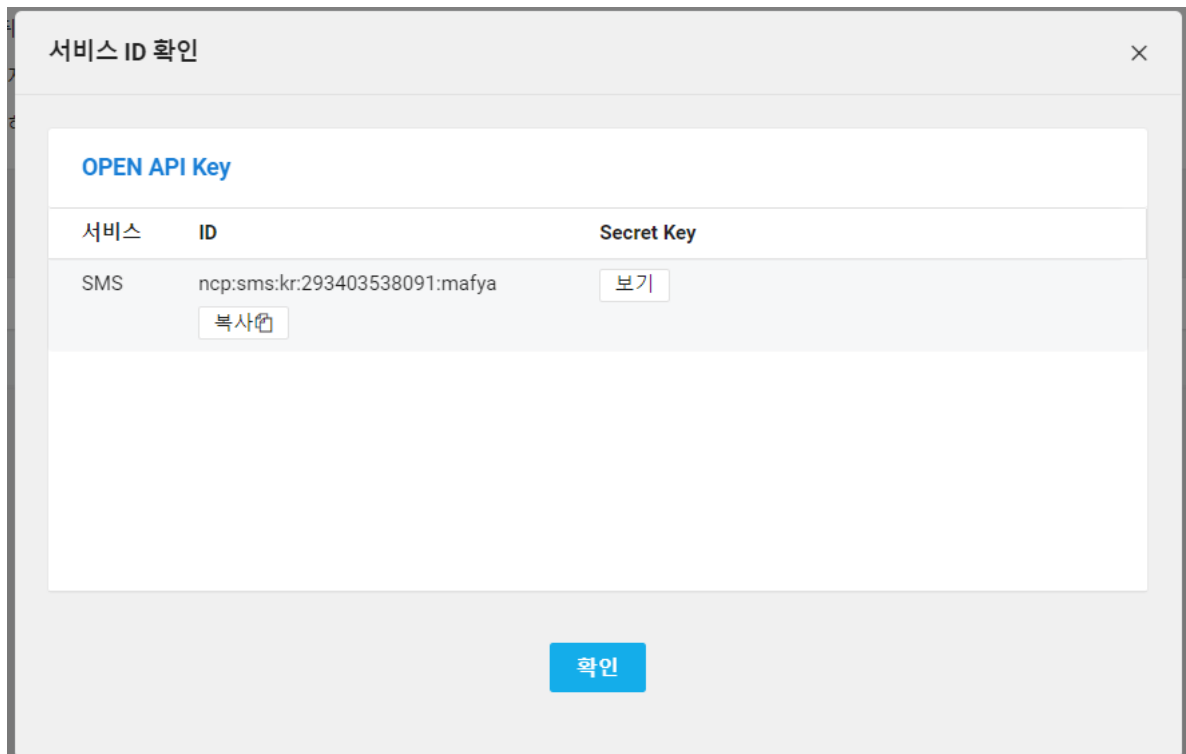 서비스 ID 확인
OPEN API Key
서비스 ID Secret Key
SMS ncp:sms:kr:293403538091:mafya 보기
복사
확인